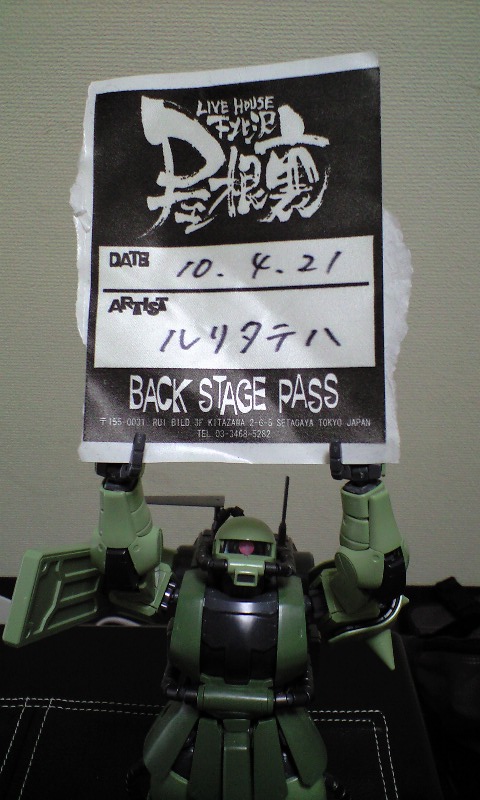 LIVE HOUSE
下北沢
屋根裏
DATE 10.4.21
ARTIST
ルリタテハ
BACK STAGE PASS
〒155-0031 RUI BILD 3F KITAZAWA 2-6-5 SETAGAYA TOKYO JAPAN
TEL 03-3468-5282